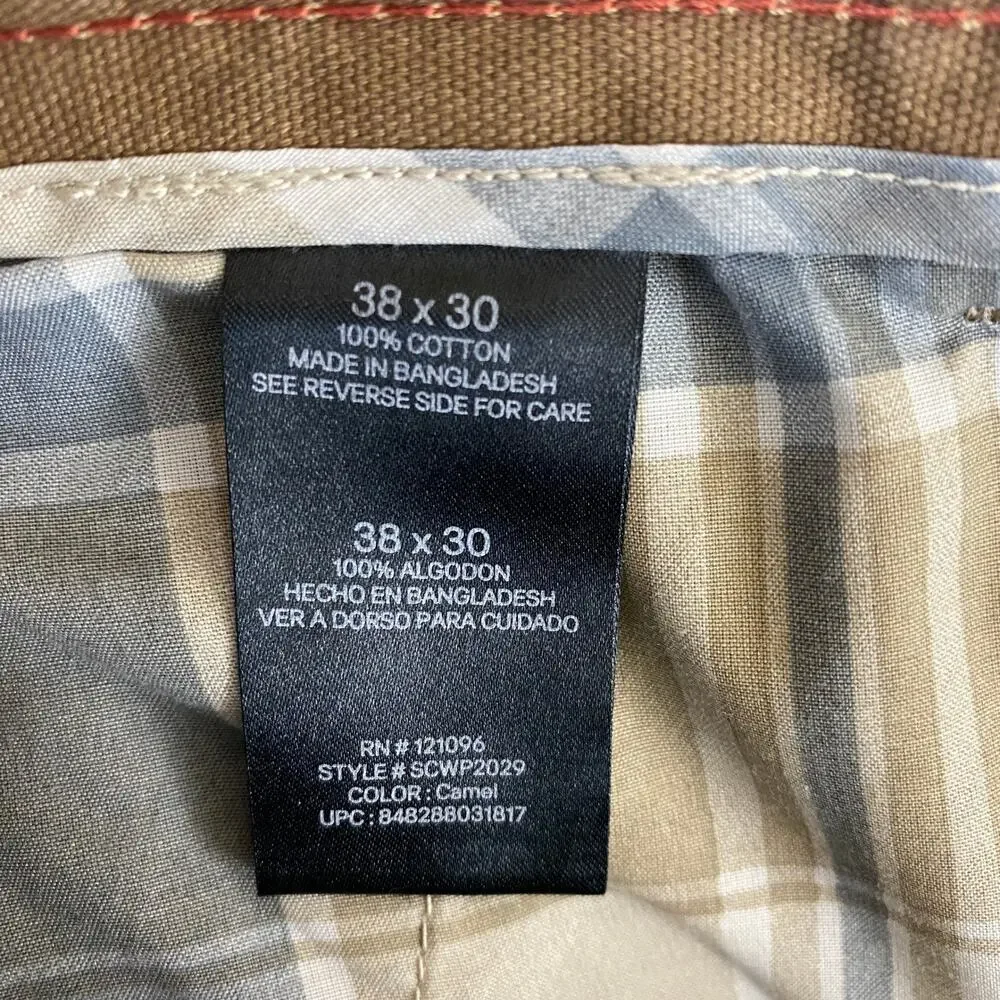 38 x 30
100% COTTON
MADE IN BANGLADESH
SEE REVERSE SIDE FOR CARE
38 x 30
100% ALGODON
HECHO EN BANGLADESH
VER A DORSO PARA CUIDADO
RN # 121096
STYLE # SCWP2029
COLOR : Camel
UPC : 848288031817